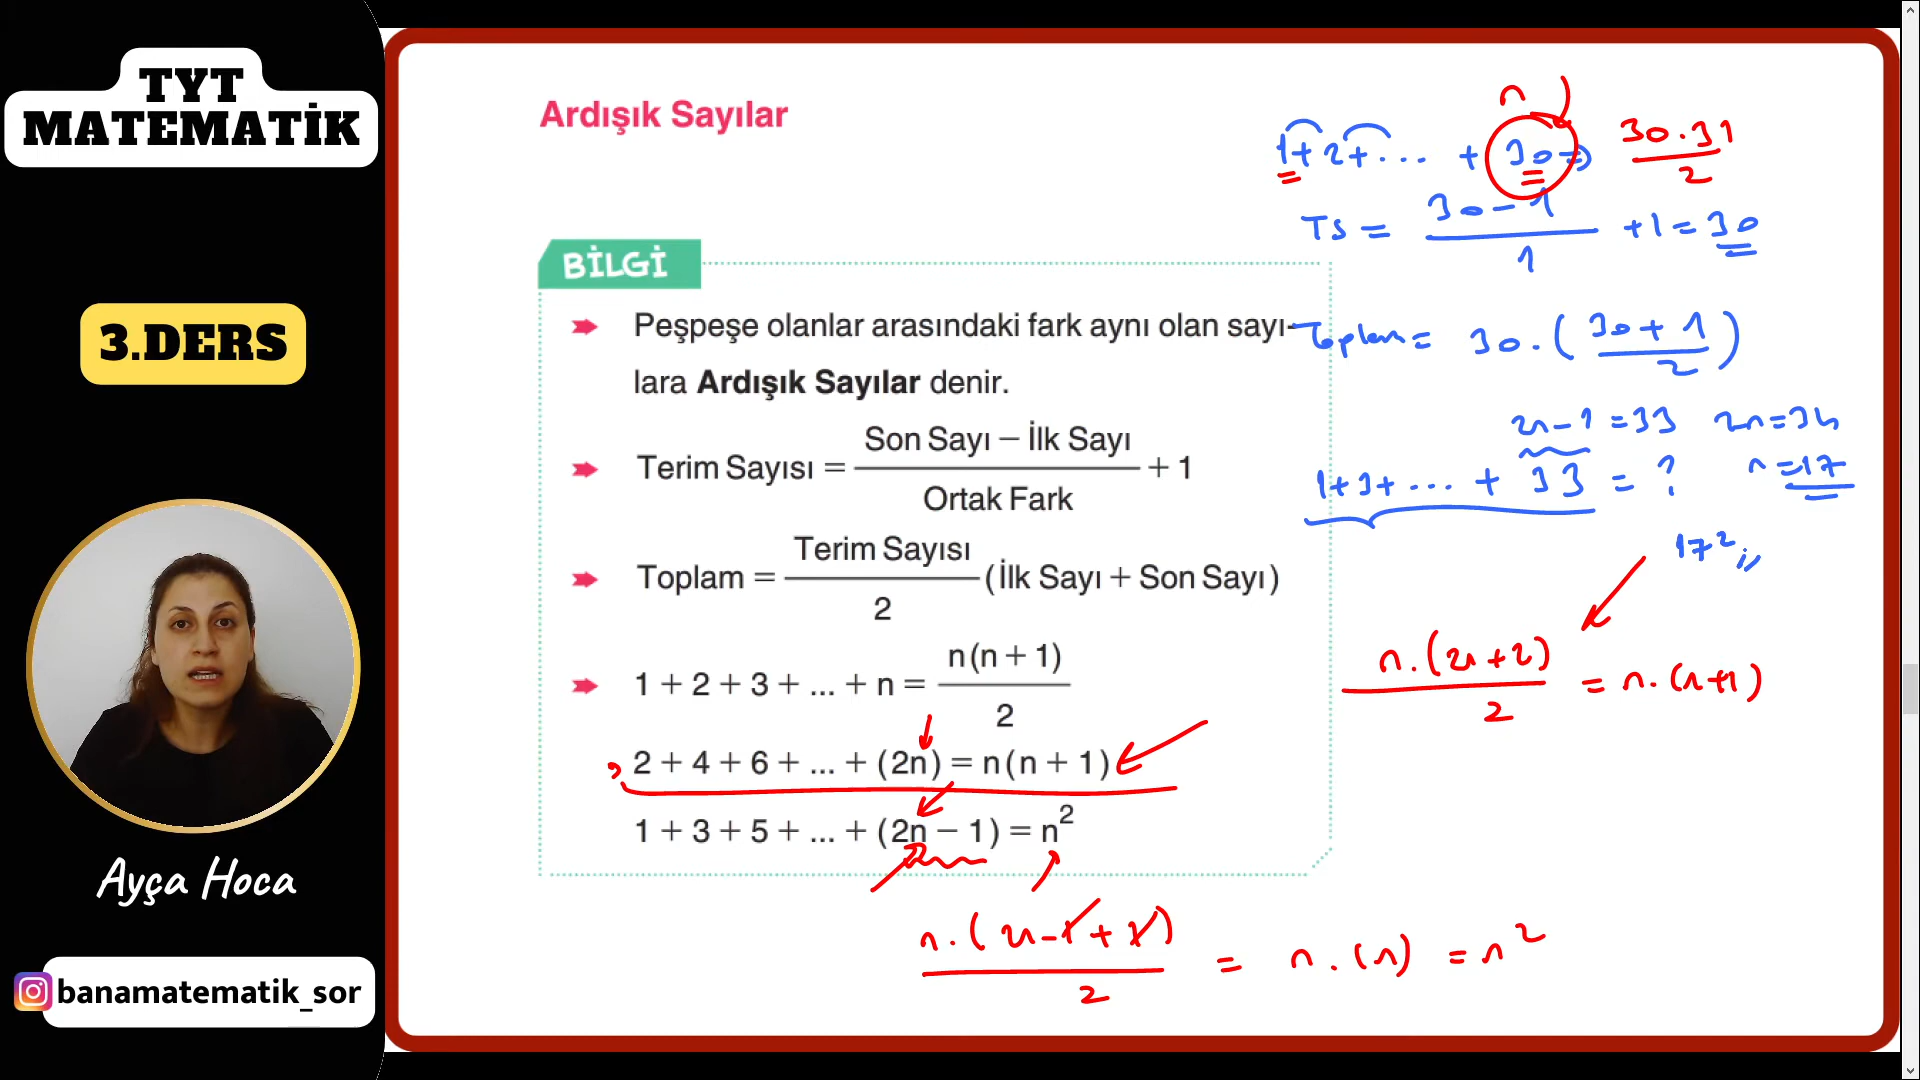 TYT
MATEMATİK
3.DERS
Ayça Hoca
banamatematik_sor
Ardışık Sayılar
BİLGİ
Peşpeşe olanlar arasındaki fark aynı olan sayı-
lara Ardışık Sayılar denir.
Terim Sayısı = (Son Sayı − İlk Sayı) / Ortak Fark + 1
Toplam = Terim Sayısı / 2 (İlk Sayı + Son Sayı)
1 + 2 + 3 + ... + n = n(n + 1) / 2
2 + 4 + 6 + ... + (2n) = n(n + 1)
1 + 3 + 5 + ... + (2n − 1) = n²
n.(2n-1+1) / 2 = n.(n) = n²
n
1+2+... + 30 ⇒ 30.31 / 2
TS = (30-1) / 1 +1 = 30
Toplam = 30.((30+1) / 2)
2n-1 = 33 2n=34
1+3+... + 33 = ? n=17
17²
n.(2n+2) / 2 = n.(n+1)